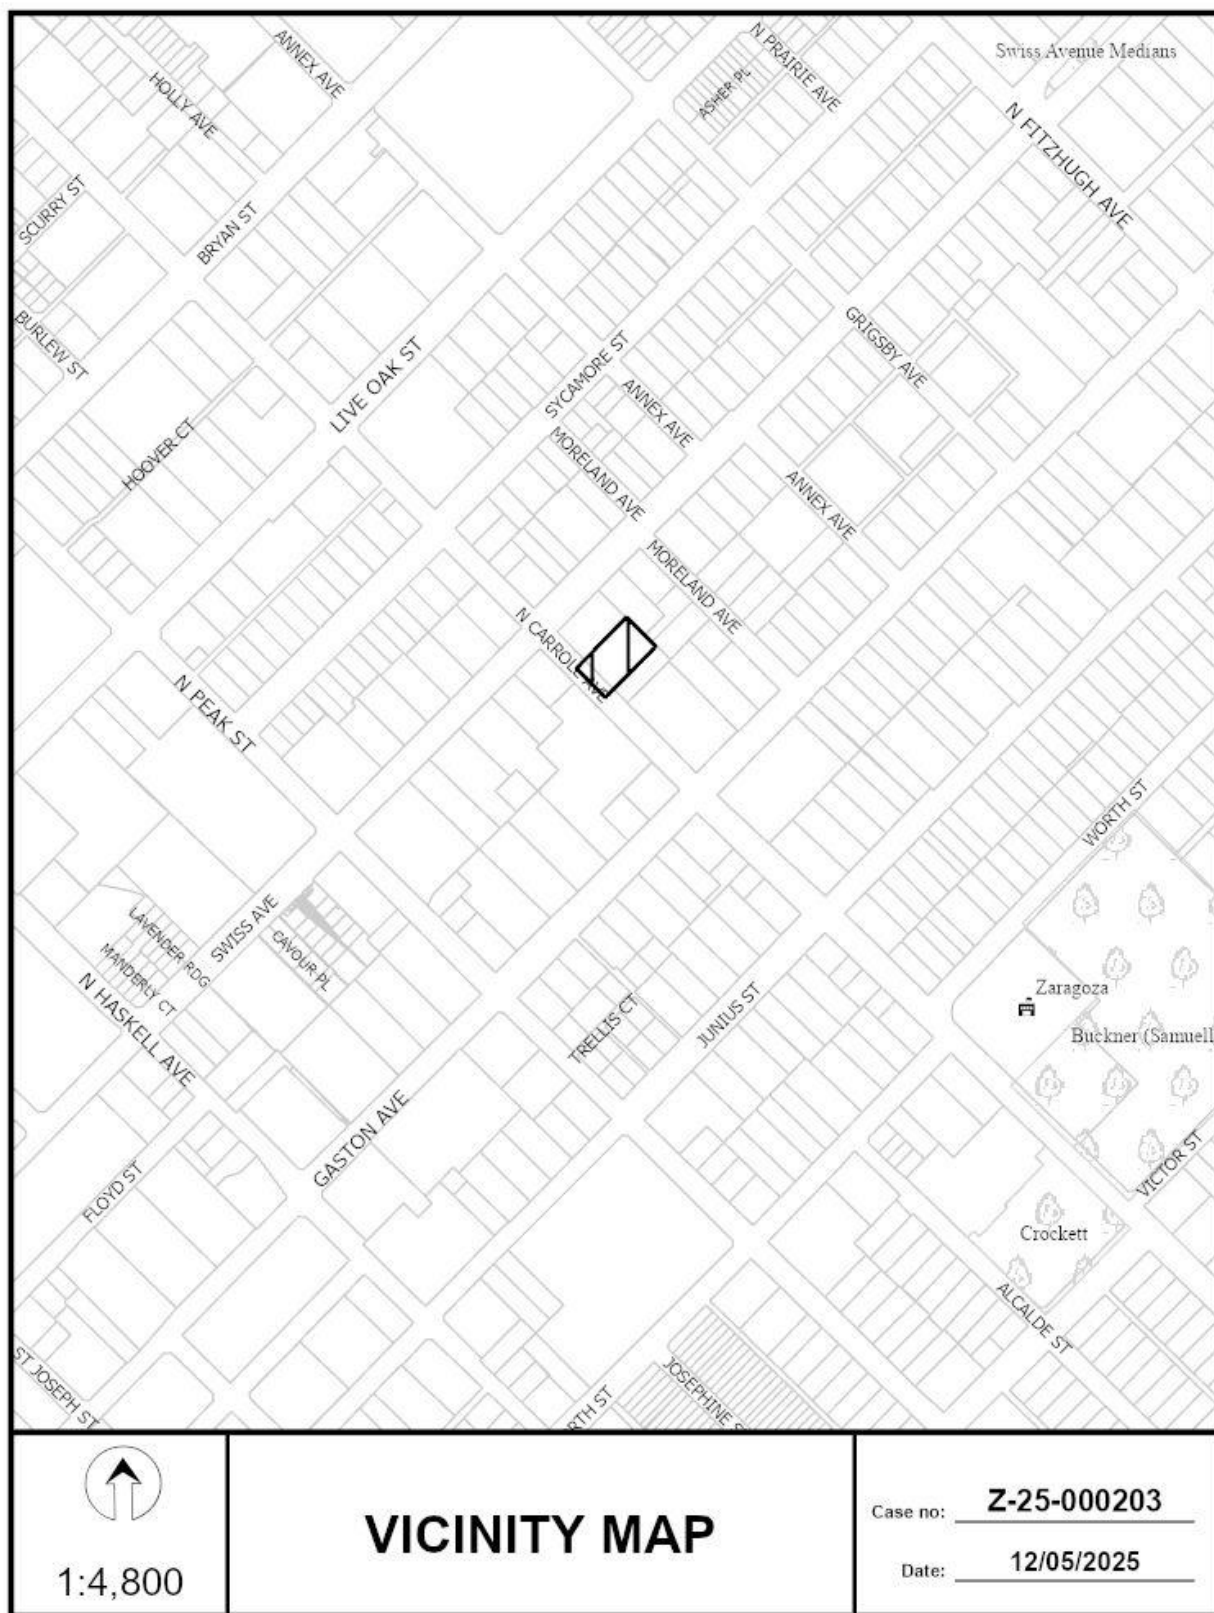 Swiss Avenue Medians
N PRAIRIE AVE
ANNEX AVE
ASHER PL
HOLLY AVE
N FITZHUGH AVE
SCURRY ST
BRYAN ST
BURLEW ST
GRIGSBY AVE
LIVE OAK ST
SYCAMORE ST
ANNEX AVE
HOOVER CT
MORELAND AVE
ANNEX AVE
MORELAND AVE
N CARROLL AVE
N PEAK ST
WORTH ST
LAVENDER RDG
SWISS AVE
CAVOUR PL
MANDERLY CT
N HASKELL AVE
Zaragoza
TRELLIS CT
JUNIUS ST
Buckner (Samuell
GASTON AVE
FLOYD ST
VICTOR ST
Crockett
ALCALDE ST
ST JOSEPH ST
RTH ST
JOSEPHINE S
1:4,800
VICINITY MAP
Case no: Z-25-000203
Date: 12/05/2025